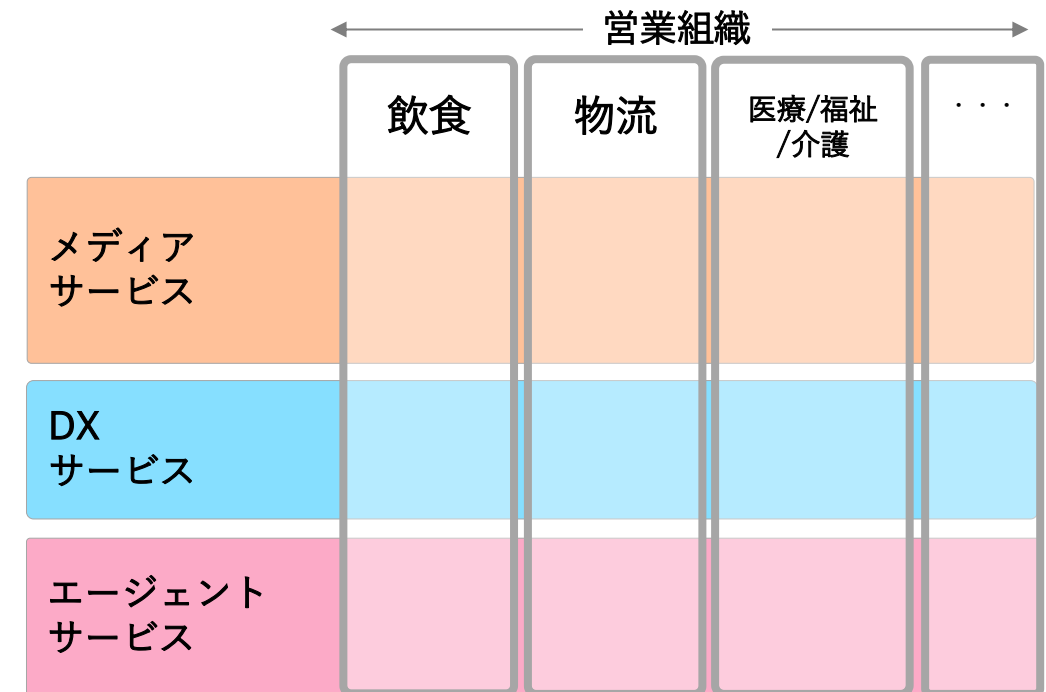 営業組織
飲食
物流
医療/福祉
/介護
・・・
メディア
サービス
DX
サービス
エージェント
サービス